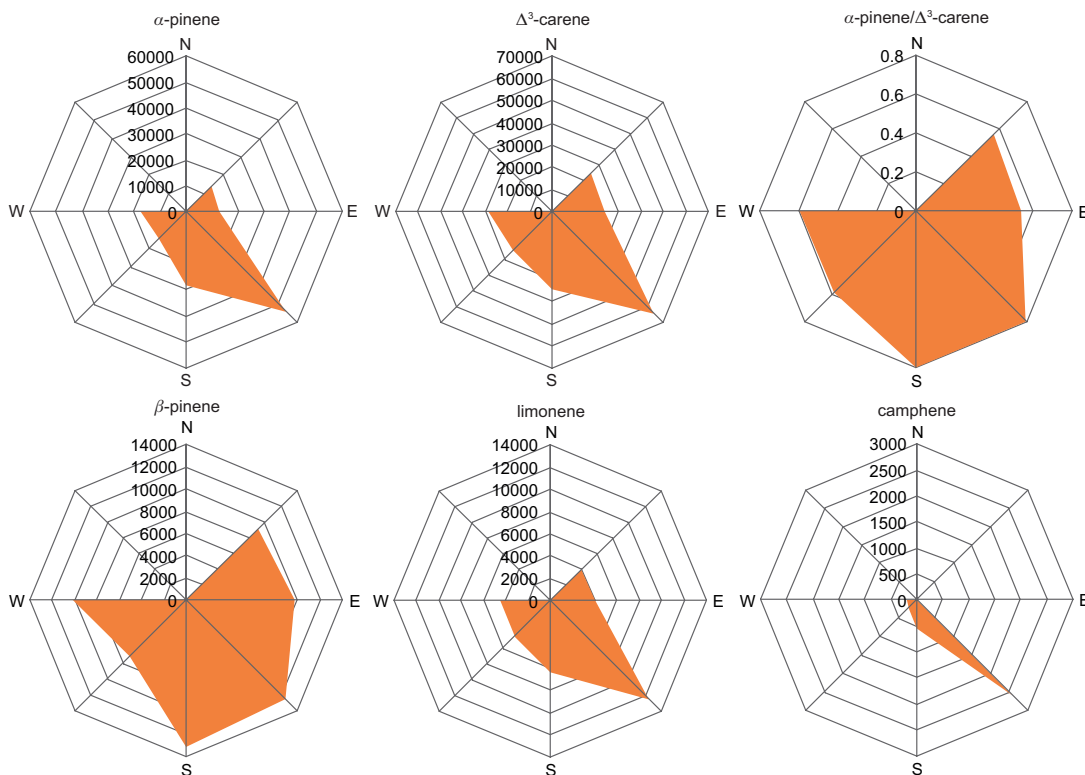 α-pinene
N
60000
50000
40000
30000
20000
10000
0
W
E
S
Δ³-carene
N
70000
60000
50000
40000
30000
20000
10000
0
W
E
S
α-pinene/Δ³-carene
N
0.8
0.6
0.4
0.2
0
W
E
S
β-pinene
N
14000
12000
10000
8000
6000
4000
2000
0
W
E
S
limonene
N
14000
12000
10000
8000
6000
4000
2000
0
W
E
S
camphene
N
3000
2500
2000
1500
1000
500
0
W
E
S